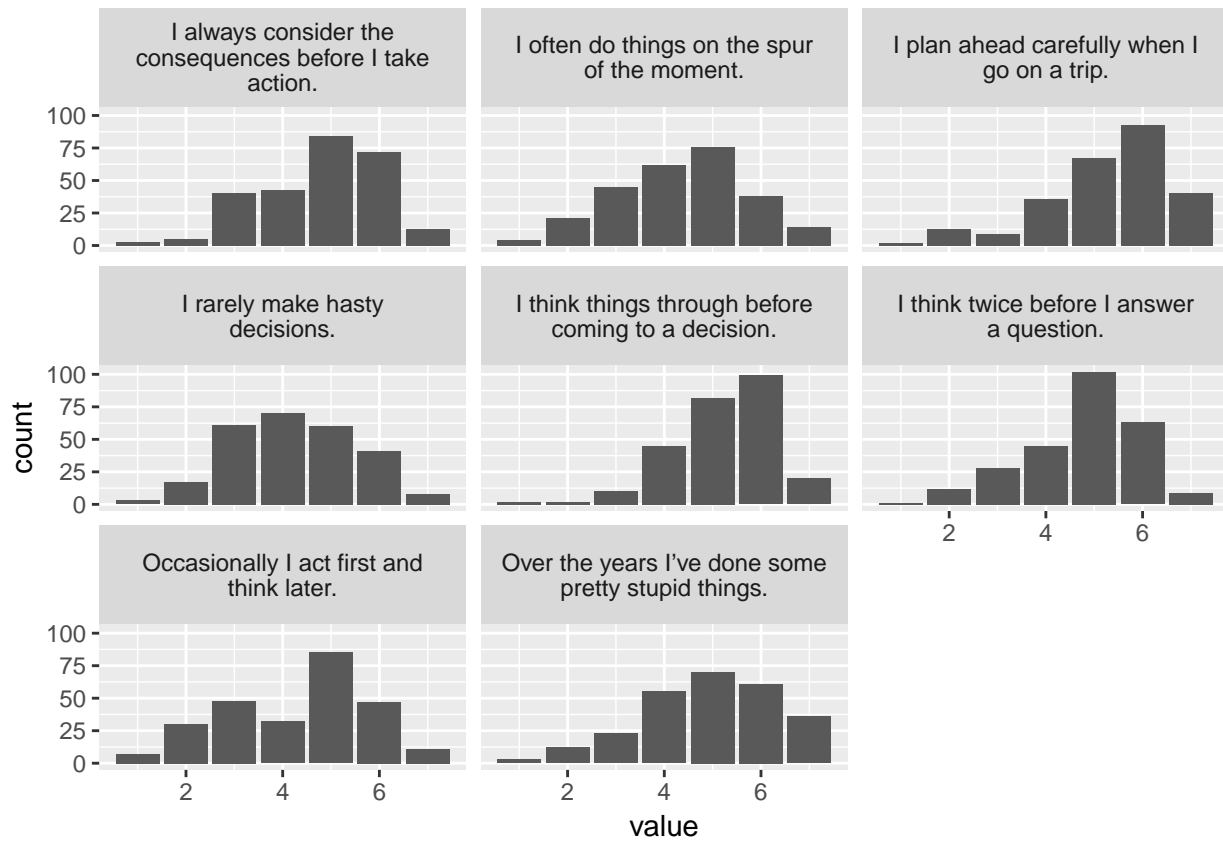 I always consider the
consequences before I take
action.
I often do things on the spur
of the moment.
I plan ahead carefully when I
go on a trip.
100
75
50
25
0
I rarely make hasty
decisions.
I think things through before
coming to a decision.
I think twice before I answer
a question.
100
75
50
25
0
2 4 6
Occasionally I act first and
think later.
Over the years I've done some
pretty stupid things.
100
75
50
25
0
2 4 6
2 4 6
value
count